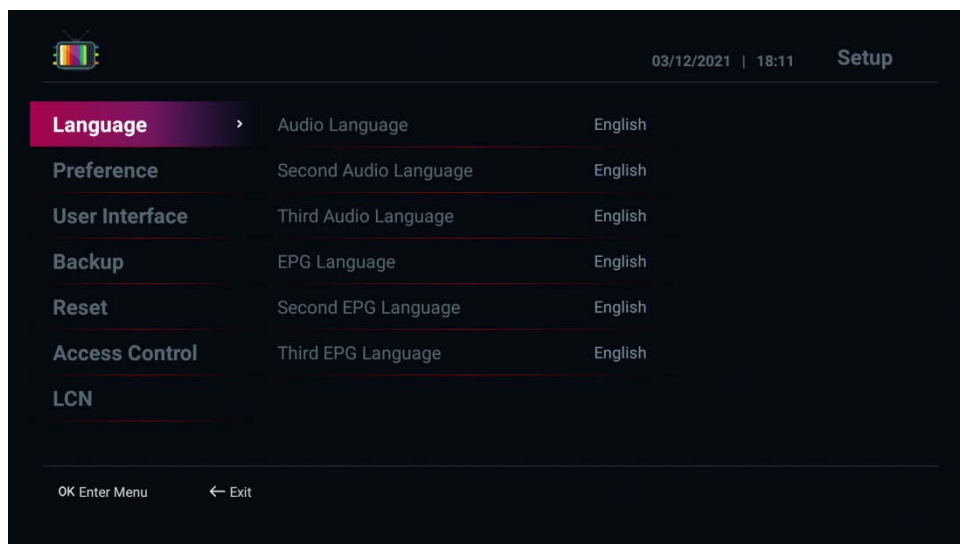 03/12/2021 | 18:11 Setup
Language › Audio Language English
Preference Second Audio Language English
User Interface Third Audio Language English
Backup EPG Language English
Reset Second EPG Language English
Access Control Third EPG Language English
LCN
OK Enter Menu ← Exit